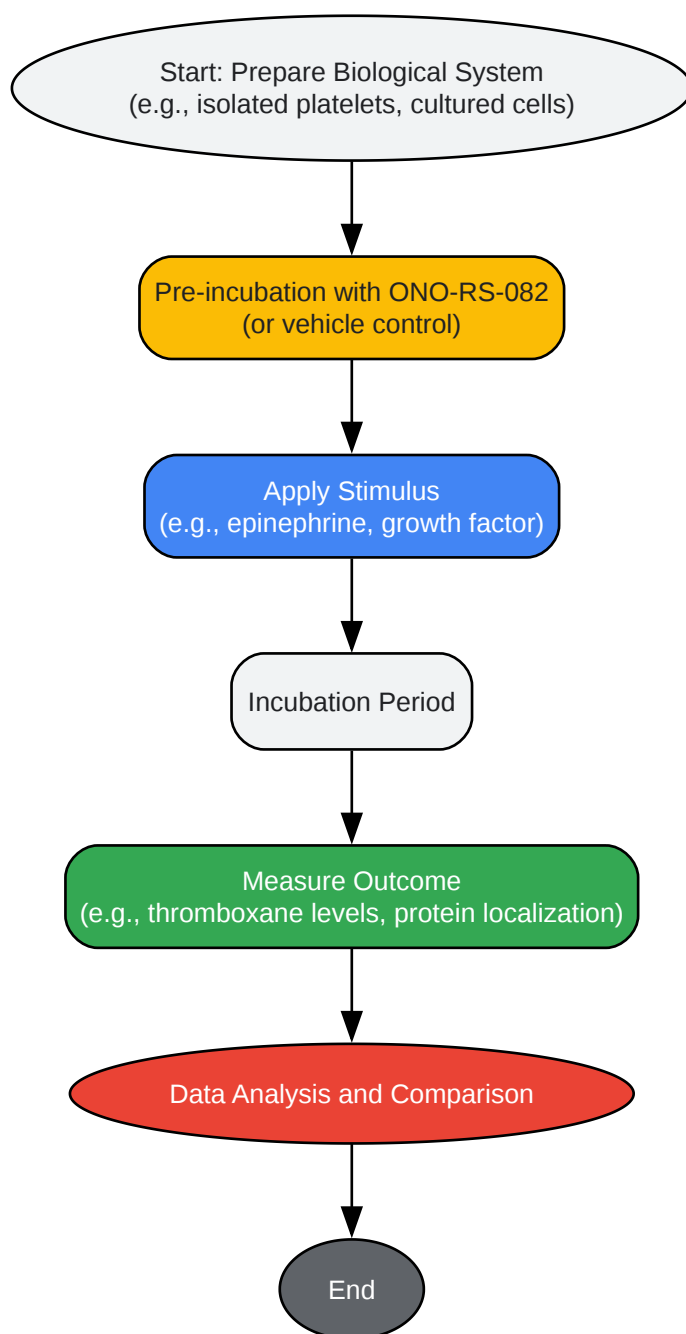 Start: Prepare Biological System
(e.g., isolated platelets, cultured cells)
Pre-incubation with ONO-RS-082
(or vehicle control)
Apply Stimulus
(e.g., epinephrine, growth factor)
Incubation Period
Measure Outcome
(e.g., thromboxane levels, protein localization)
Data Analysis and Comparison
End